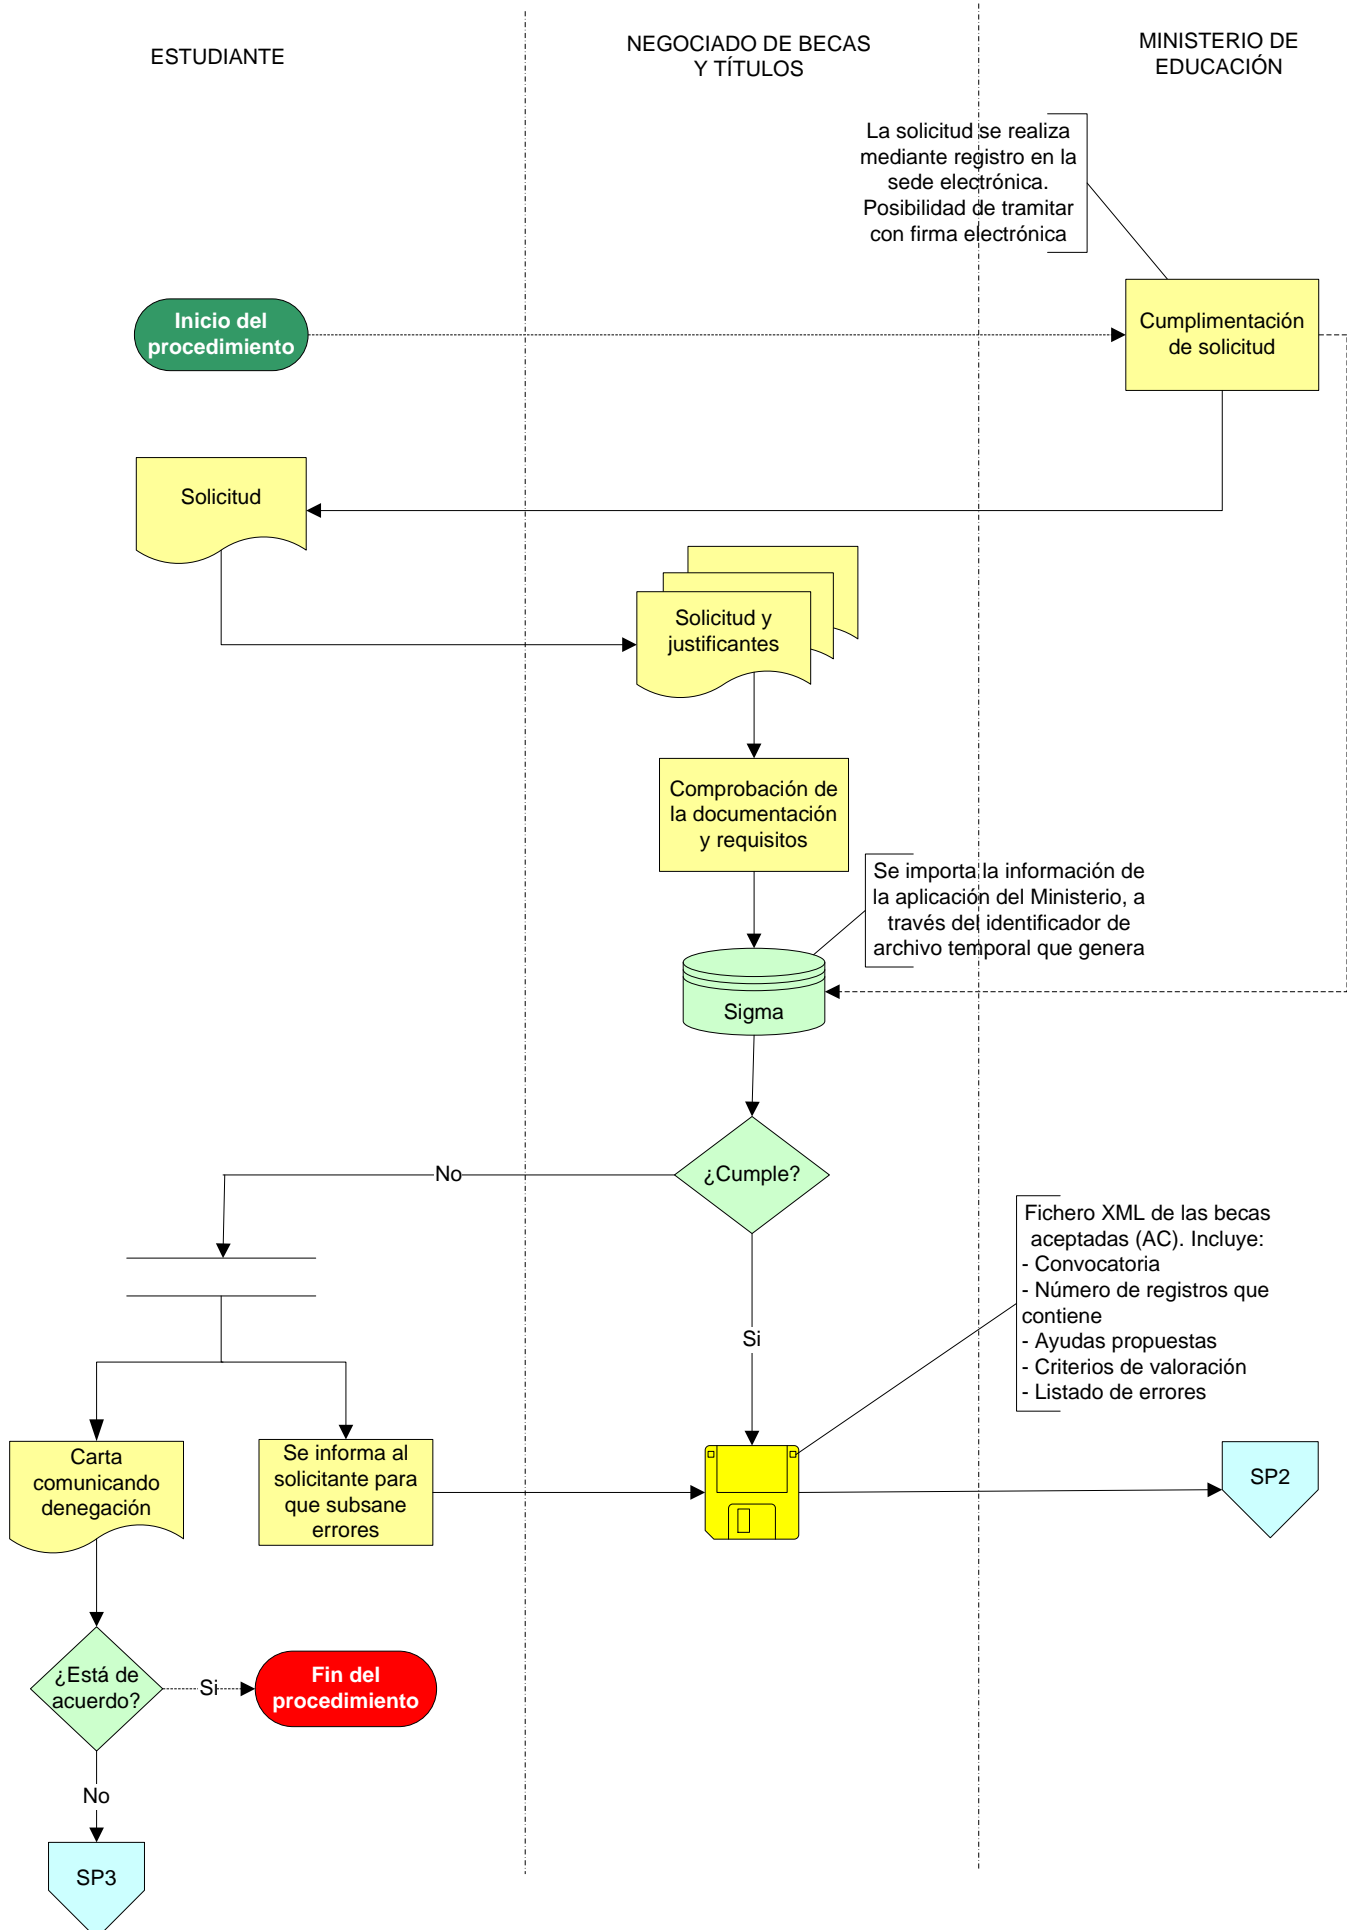 ESTUDIANTE
NEGOCIADO DE BECAS
Y TÍTULOS
MINISTERIO DE
EDUCACIÓN
La solicitud se realiza
mediante registro en la
sede electrónica.
Posibilidad de tramitar
con firma electrónica
Inicio del
procedimiento
Cumplimentación
de solicitud
Solicitud
Solicitud y
justificantes
Comprobación de
la documentación
y requisitos
Se importa la información de
la aplicación del Ministerio, a
través del identificador de
archivo temporal que genera
Sigma
¿Cumple?
No
Si
Fichero XML de las becas
aceptadas (AC). Incluye:
- Convocatoria
- Número de registros que
contiene
- Ayudas propuestas
- Criterios de valoración
- Listado de errores
Carta
comunicando
denegación
Se informa al
solicitante para
que subsane
errores
SP2
¿Está de
acuerdo?
Si
Fin del
procedimiento
No
SP3